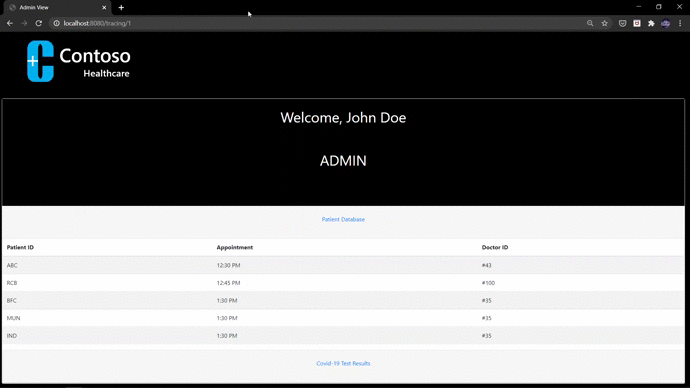 Admin View
localhost:8080/tracing/1
Contoso
Healthcare
Welcome, John Doe
ADMIN
Patient Database
Patient ID Appointment Doctor ID
ABC 12:30 PM #43
RCB 12:45 PM #100
BFC 1:30 PM #35
MUN 1:30 PM #35
IND 1:30 PM #35
Covid-19 Test Results